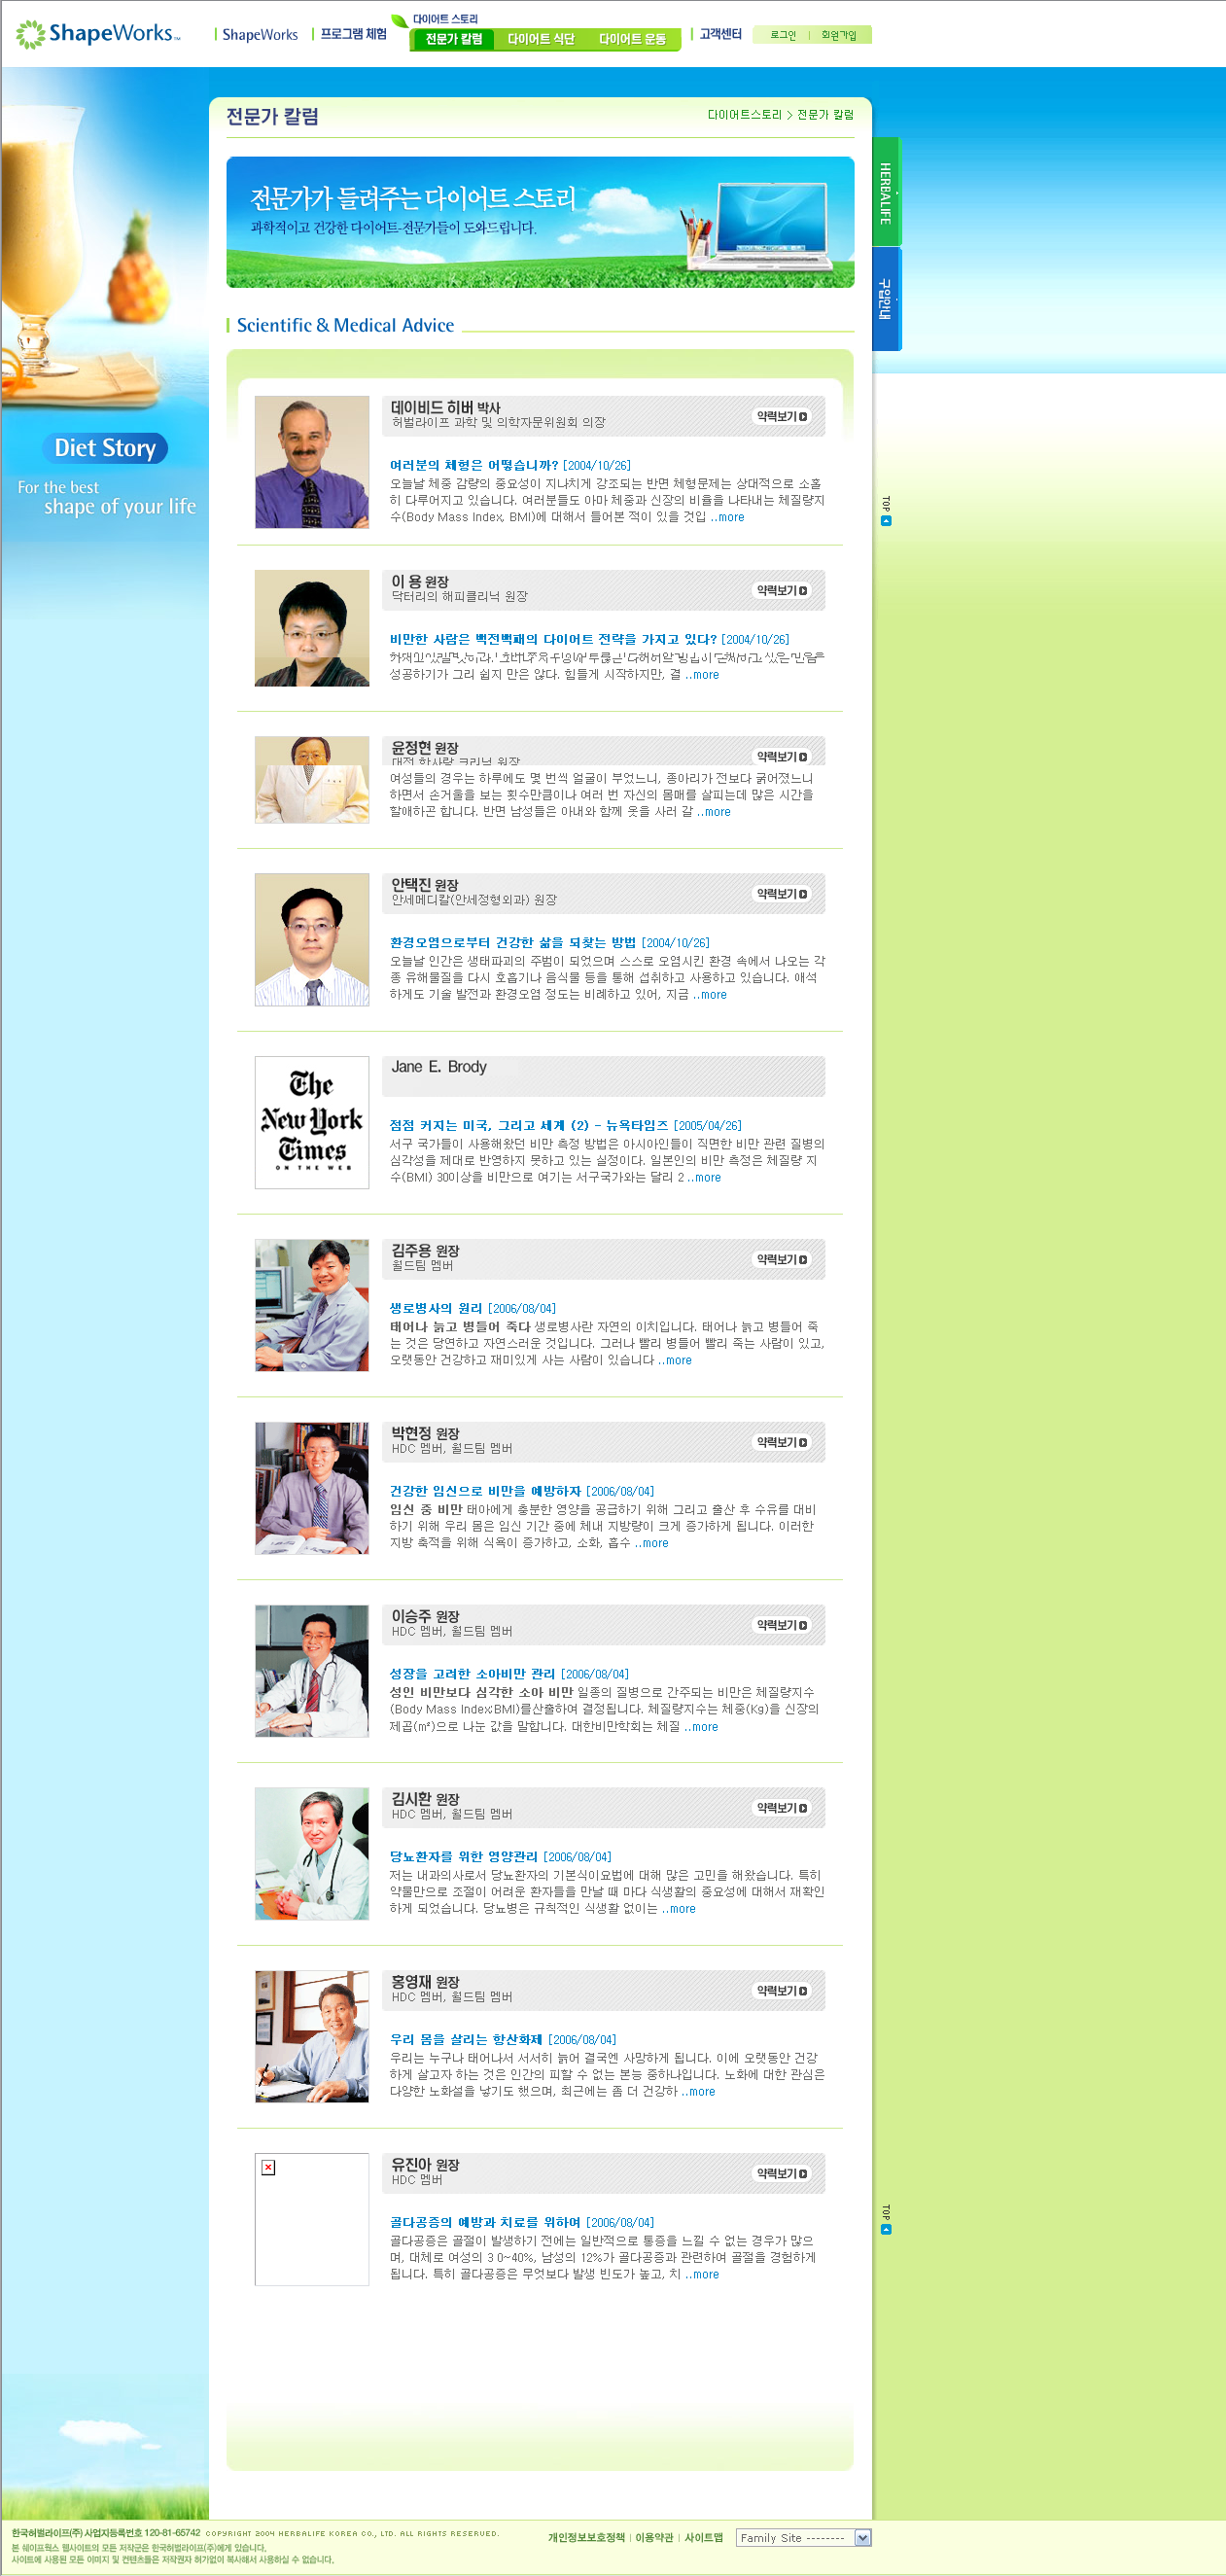 ShapeWorks™
ShapeWorks
프로그램 체험
다이어트 스토리
전문가 칼럼
다이어트 식단
다이어트 운동
고객센터
로그인
회원가입
전문가 칼럼
다이어트스토리 > 전문가 칼럼
전문가가 들려주는 다이어트 스토리
과학적이고 건강한 다이어트-전문가들이 도와드립니다.
HERBALIFE
구입안내
Diet Story
For the best
shape of your life
Scientific & Medical Advice
데이비드 히버 박사
허벌라이프 과학 및 의학자문위원회 의장
약력보기
여러분의 체형은 어떻습니까? [2004/10/26]
오늘날 체중 감량의 중요성이 지나치게 강조되는 반면 체형문제는 상대적으로 소홀
히 다루어지고 있습니다. 여러분들도 아마 체중과 신장의 비율을 나타내는 체질량지
수(Body Mass Index, BMI)에 대해서 들어본 적이 있을 것입 ..more
TOP
이 용 원장
닥터리의 해피클리닉 원장
약력보기
비만한 사람은 백전백패의 다이어트 전략을 가지고 있다? [2004/10/26]
성공하기가 그리 쉽지 만은 않다. 힘들게 시작하지만, 결 ..more
윤정현 원장
약력보기
여성들의 경우는 하루에도 몇 번씩 얼굴이 부었느니, 종아리가 전보다 굵어졌느니
하면서 손거울을 보는 횟수만큼이나 여러 번 자신의 몸매를 살피는데 많은 시간을
할애하곤 합니다. 반면 남성들은 아내와 함께 옷을 사러 갈 ..more
안택진 원장
안세메디칼(안세정형외과) 원장
약력보기
환경오염으로부터 건강한 삶을 되찾는 방법 [2004/10/26]
오늘날 인간은 생태파괴의 주범이 되었으며 스스로 오염시킨 환경 속에서 나오는 각
종 유해물질을 다시 호흡기나 음식물 등을 통해 섭취하고 사용하고 있습니다. 애석
하게도 기술 발전과 환경오염 정도는 비례하고 있어, 지금 ..more
The
New York
Times
ON THE WEB
Jane E. Brody
점점 커지는 미국, 그리고 세계 (2) - 뉴욕타임즈 [2005/04/26]
서구 국가들이 사용해왔던 비만 측정 방법은 아시아인들이 직면한 비만 관련 질병의
심각성을 제대로 반영하지 못하고 있는 실정이다. 일본인의 비만 측정은 체질량 지
수(BMI) 30이상을 비만으로 여기는 서구국가와는 달리 2 ..more
김주용 원장
월드팀 멤버
약력보기
생로병사의 원리 [2006/08/04]
태어나 늙고 병들어 죽다 생로병사란 자연의 이치입니다. 태어나 늙고 병들어 죽
는 것은 당연하고 자연스러운 것입니다. 그러나 빨리 병들어 빨리 죽는 사람이 있고,
오랫동안 건강하고 재미있게 사는 사람이 있습니다 ..more
박현정 원장
HDC 멤버, 월드팀 멤버
약력보기
건강한 임신으로 비만을 예방하자 [2006/08/04]
임신 중 비만 태아에게 충분한 영양을 공급하기 위해 그리고 출산 후 수유를 대비
하기 위해 우리 몸은 임신 기간 중에 체내 지방량이 크게 증가하게 됩니다. 이러한
지방 축적을 위해 식욕이 증가하고, 소화, 흡수 ..more
이승주 원장
HDC 멤버, 월드팀 멤버
약력보기
성장을 고려한 소아비만 관리 [2006/08/04]
성인 비만보다 심각한 소아 비만 일종의 질병으로 간주되는 비만은 체질량지수
(Body Mass Index:BMI)를산출하여 결정됩니다. 체질량지수는 체중(Kg)을 신장의
제곱(m²)으로 나눈 값을 말합니다. 대한비만학회는 체질 ..more
김시환 원장
HDC 멤버, 월드팀 멤버
약력보기
당뇨환자를 위한 영양관리 [2006/08/04]
저는 내과의사로서 당뇨환자의 기본식이요법에 대해 많은 고민을 해왔습니다. 특히
약물만으로 조절이 어려운 환자들을 만날 때 마다 식생활의 중요성에 대해서 재확인
하게 되었습니다. 당뇨병은 규칙적인 식생활 없이는 ..more
홍영재 원장
HDC 멤버, 월드팀 멤버
약력보기
우리 몸을 살리는 항산화제 [2006/08/04]
우리는 누구나 태어나서 서서히 늙어 결국엔 사망하게 됩니다. 이에 오랫동안 건강
하게 살고자 하는 것은 인간의 피할 수 없는 본능 중하나입니다. 노화에 대한 관심은
다양한 노화설을 낳기도 했으며, 최근에는 좀 더 건강하 ..more
유진아 원장
HDC 멤버
약력보기
골다공증의 예방과 치료를 위하여 [2006/08/04]
골다공증은 골절이 발생하기 전에는 일반적으로 통증을 느낄 수 없는 경우가 많으
며, 대체로 여성의 3 0~40%, 남성의 12%가 골다공증과 관련하여 골절을 경험하게
됩니다. 특히 골다공증은 무엇보다 발생 빈도가 높고, 치 ..more
TOP
한국허벌라이프(주) 사업자등록번호 120-81-65742 COPYRIGHT 2004 HERBALIFE KOREA CO., LTD. ALL RIGHTS RESERVED.
본 쉐이프웍스 웹사이트의 모든 저작권은 한국허벌라이프(주)에게 있습니다.
사이트에 사용된 모든 이미지 및 컨텐츠들은 저작권자 허가없이 복사해서 사용하실 수 없습니다.
개인정보보호정책 | 이용약관 | 사이트맵
Family Site --------